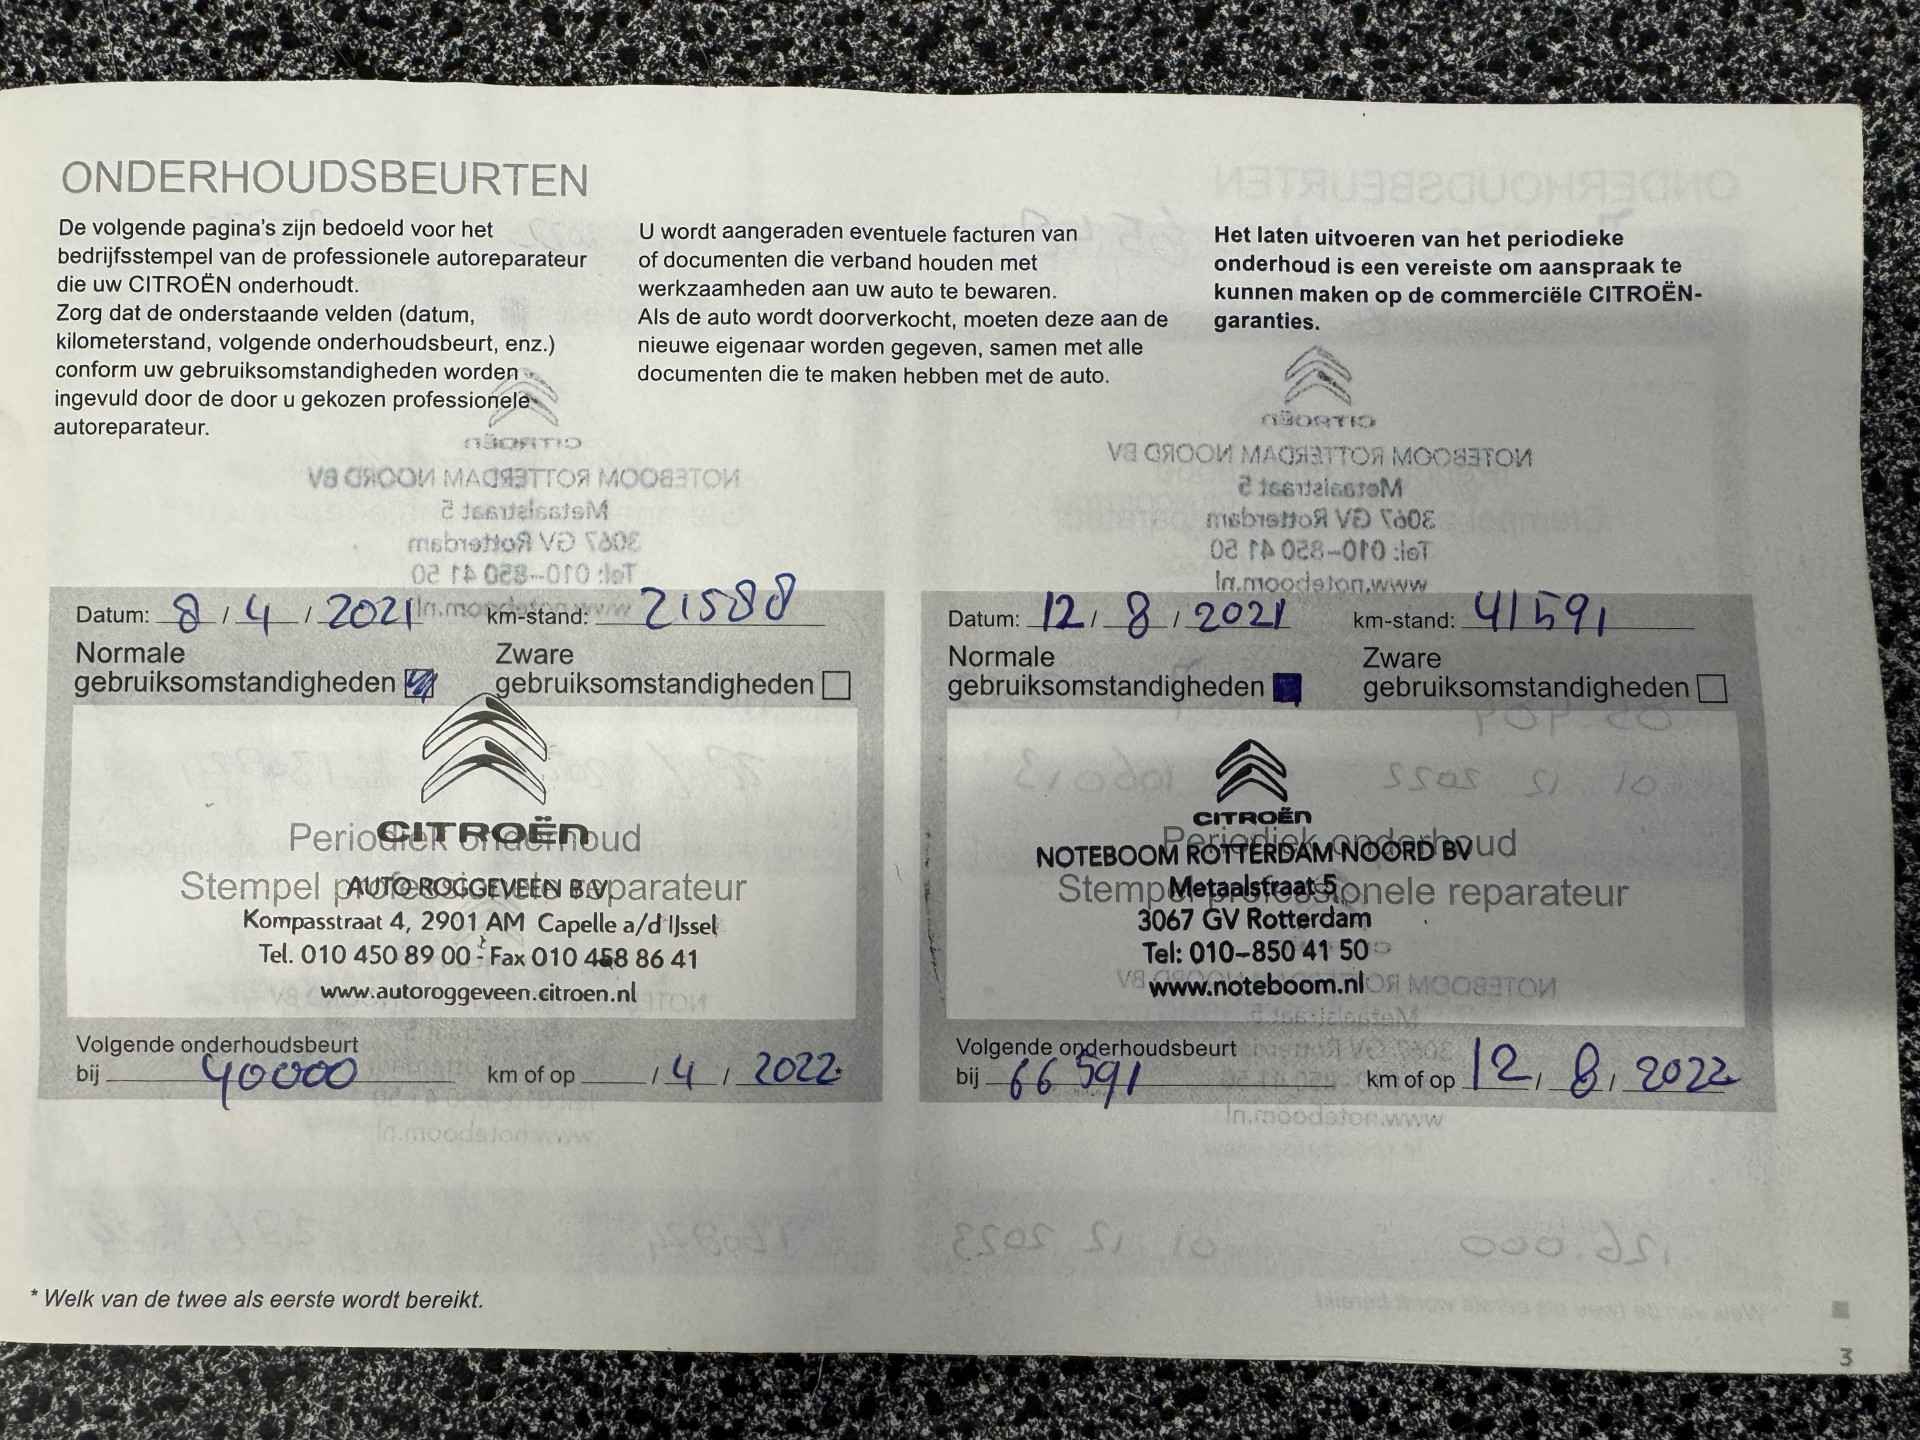 ONDERHOUDSBEURTEN
De volgende pagina's zijn bedoeld voor het
bedrijfsstempel van de professionele autoreparateur
die uw CITROËN onderhoudt.
Zorg dat de onderstaande velden (datum,
kilometerstand, volgende onderhoudsbeurt, enz.)
conform uw gebruiksomstandigheden worden
ingevuld door de door u gekozen professionele
autoreparateur.
U wordt aangeraden eventuele facturen van
of documenten die verband houden met
werkzaamheden aan uw auto te bewaren.
Als de auto wordt doorverkocht, moeten deze aan de
nieuwe eigenaar worden gegeven, samen met alle
documenten die te maken hebben met de auto.
Het laten uitvoeren van het periodieke
onderhoud is een vereiste om aanspraak te
kunnen maken op de commerciële CITROËN-
garanties.
Datum: 8 / 4 / 2021 km-stand: 21588
Normale
gebruiksomstandigheden
Zware
gebruiksomstandigheden
CITROËN
Periodiek onderhoud
Stempel professionele reparateur
AUTO ROGGEVEEN B.V.
Kompasstraat 4, 2901 AM Capelle a/d IJssel
Tel. 010 450 89 00 - Fax 010 458 86 41
www.autoroggeveen.citroen.nl
Volgende onderhoudsbeurt
bij 40000 km of op / 4 / 2022
Datum: 12 / 8 / 2021 km-stand: 41591
Normale
gebruiksomstandigheden
Zware
gebruiksomstandigheden
CITROËN
Periodiek onderhoud
NOTEBOOM ROTTERDAM NOORD BV
Stempel professionele reparateur
Metaalstraat 5
3067 GV Rotterdam
Tel: 010-850 41 50
www.noteboom.nl
Volgende onderhoudsbeurt
bij 66591 km of op 12 / 8 / 2022
* Welk van de twee als eerste wordt bereikt.
3